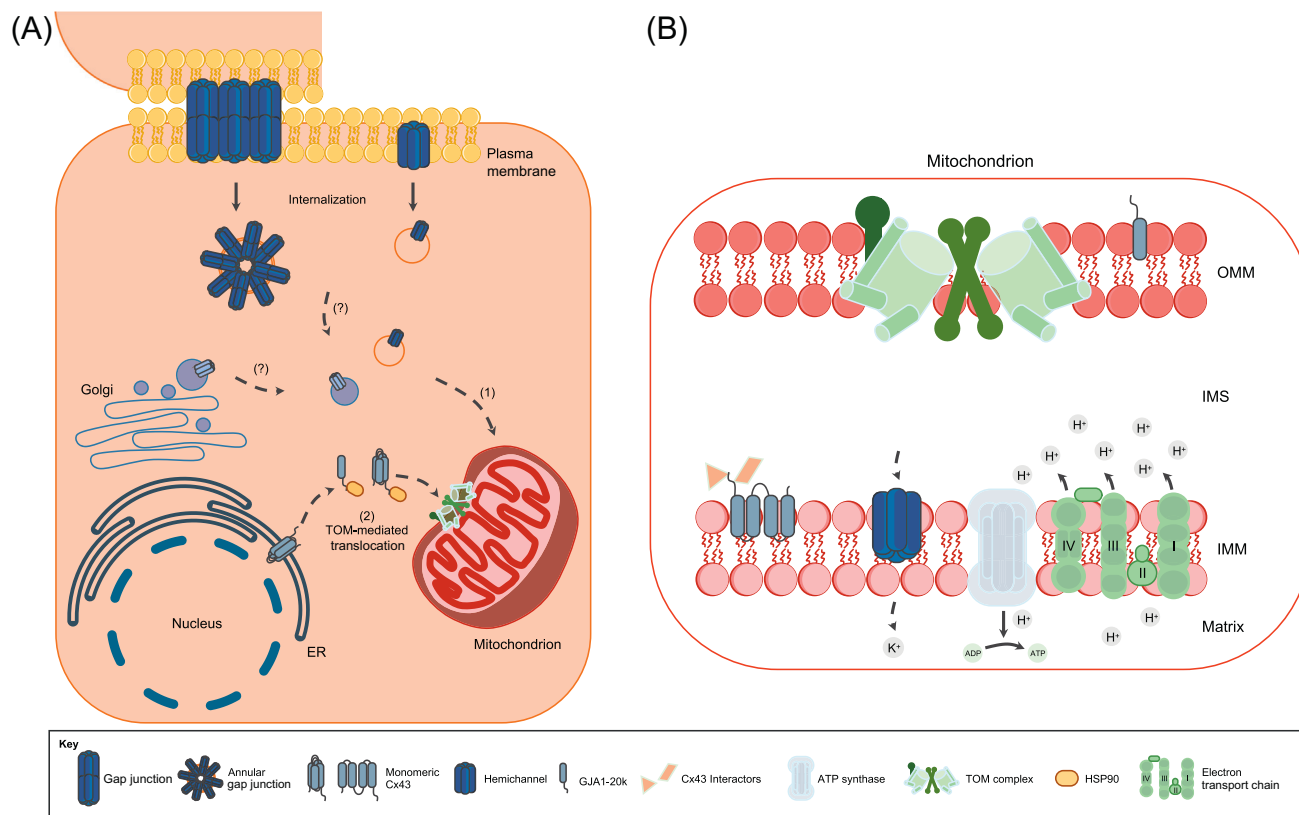 (A)
Plasma
membrane
Internalization
(?)
(?)
(1)
Golgi
(2)
TOM-mediated
translocation
Nucleus
ER
Mitochondrion
(B)
Mitochondrion
OMM
IMS
H⁺
H⁺
H⁺
H⁺
H⁺
H⁺
H⁺
IV
III
I
II
IMM
H⁺
H⁺
H⁺
Matrix
K⁺
ADP
ATP
Key
Gap junction
Annular
gap junction
Monomeric
Cx43
Hemichannel
GJA1-20k
Cx43 Interactors
ATP synthase
TOM complex
HSP90
IV
III
I
II
Electron
transport chain